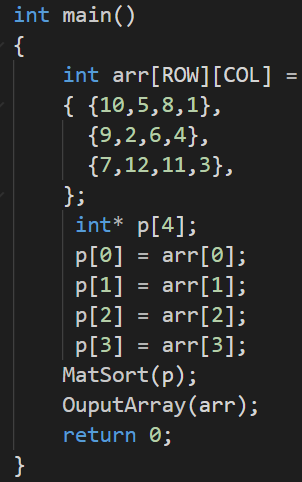 int main()
{
    int arr[ROW][COL] =
    { {10,5,8,1},
      {9,2,6,4},
      {7,12,11,3},
    };
     int* p[4];
     p[0] = arr[0];
     p[1] = arr[1];
     p[2] = arr[2];
     p[3] = arr[3];
    MatSort(p);
    OuputArray(arr);
    return 0;
}